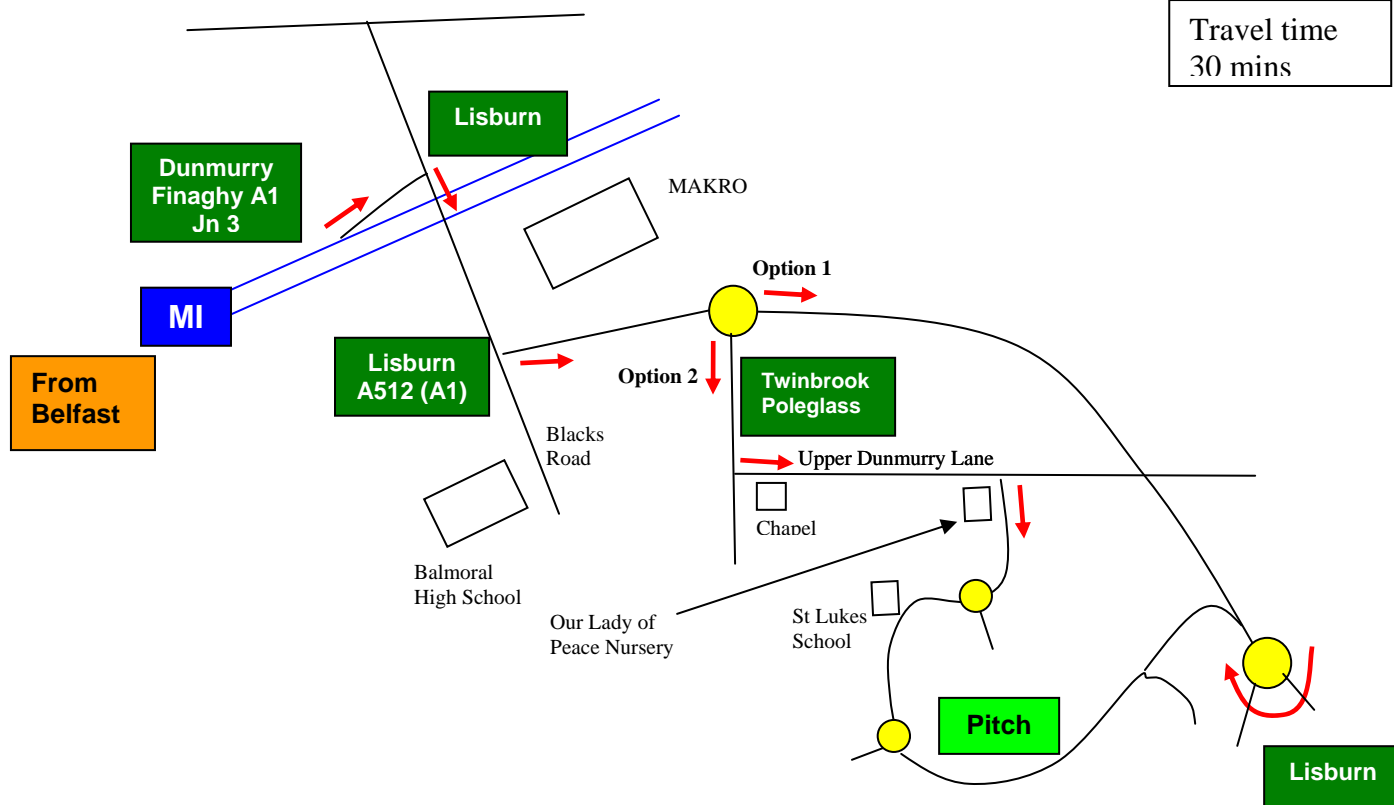 Travel time
30 mins
Lisburn
Dunmurry
Finaghy A1
Jn 3
MAKRO
Option 1
MI
From
Belfast
Lisburn
A512 (A1)
Option 2
Twinbrook
Poleglass
Blacks
Road
Upper Dunmurry Lane
Chapel
Balmoral
High School
Our Lady of
Peace Nursery
St Lukes
School
Pitch
Lisburn